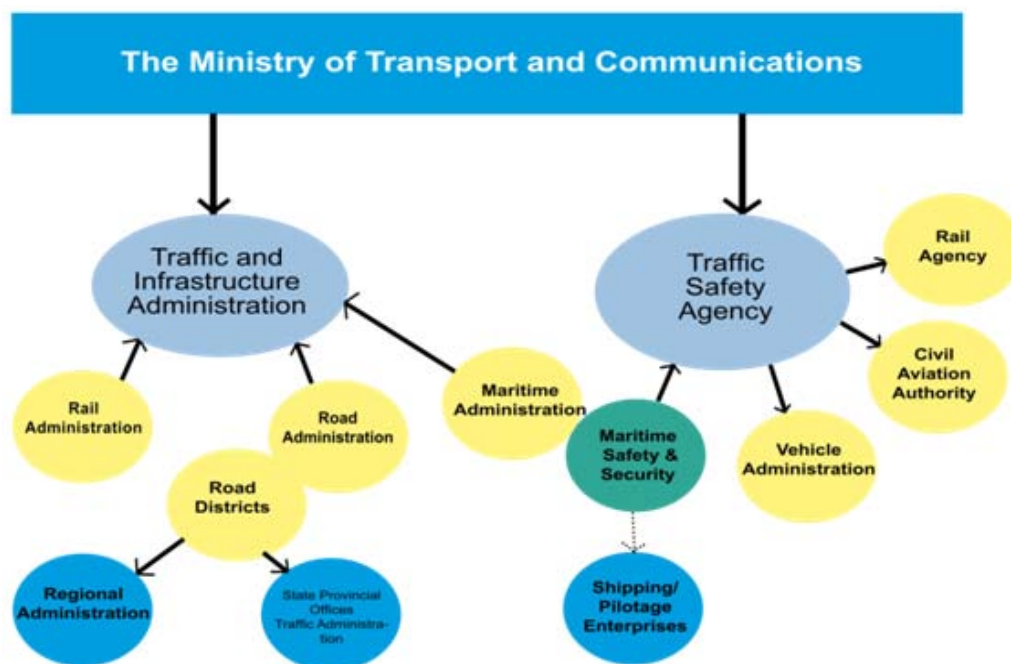 The Ministry of Transport and Communications
Traffic and
Infrastructure
Administration
Traffic
Safety
Agency
Rail
Agency
Civil
Aviation
Authority
Rail
Administration
Road
Administration
Maritime
Administration
Maritime
Safety &
Security
Vehicle
Administration
Road
Districts
Regional
Administration
State Provincial
Offices
Traffic Administra-
tion
Shipping/
Pilotage
Enterprises